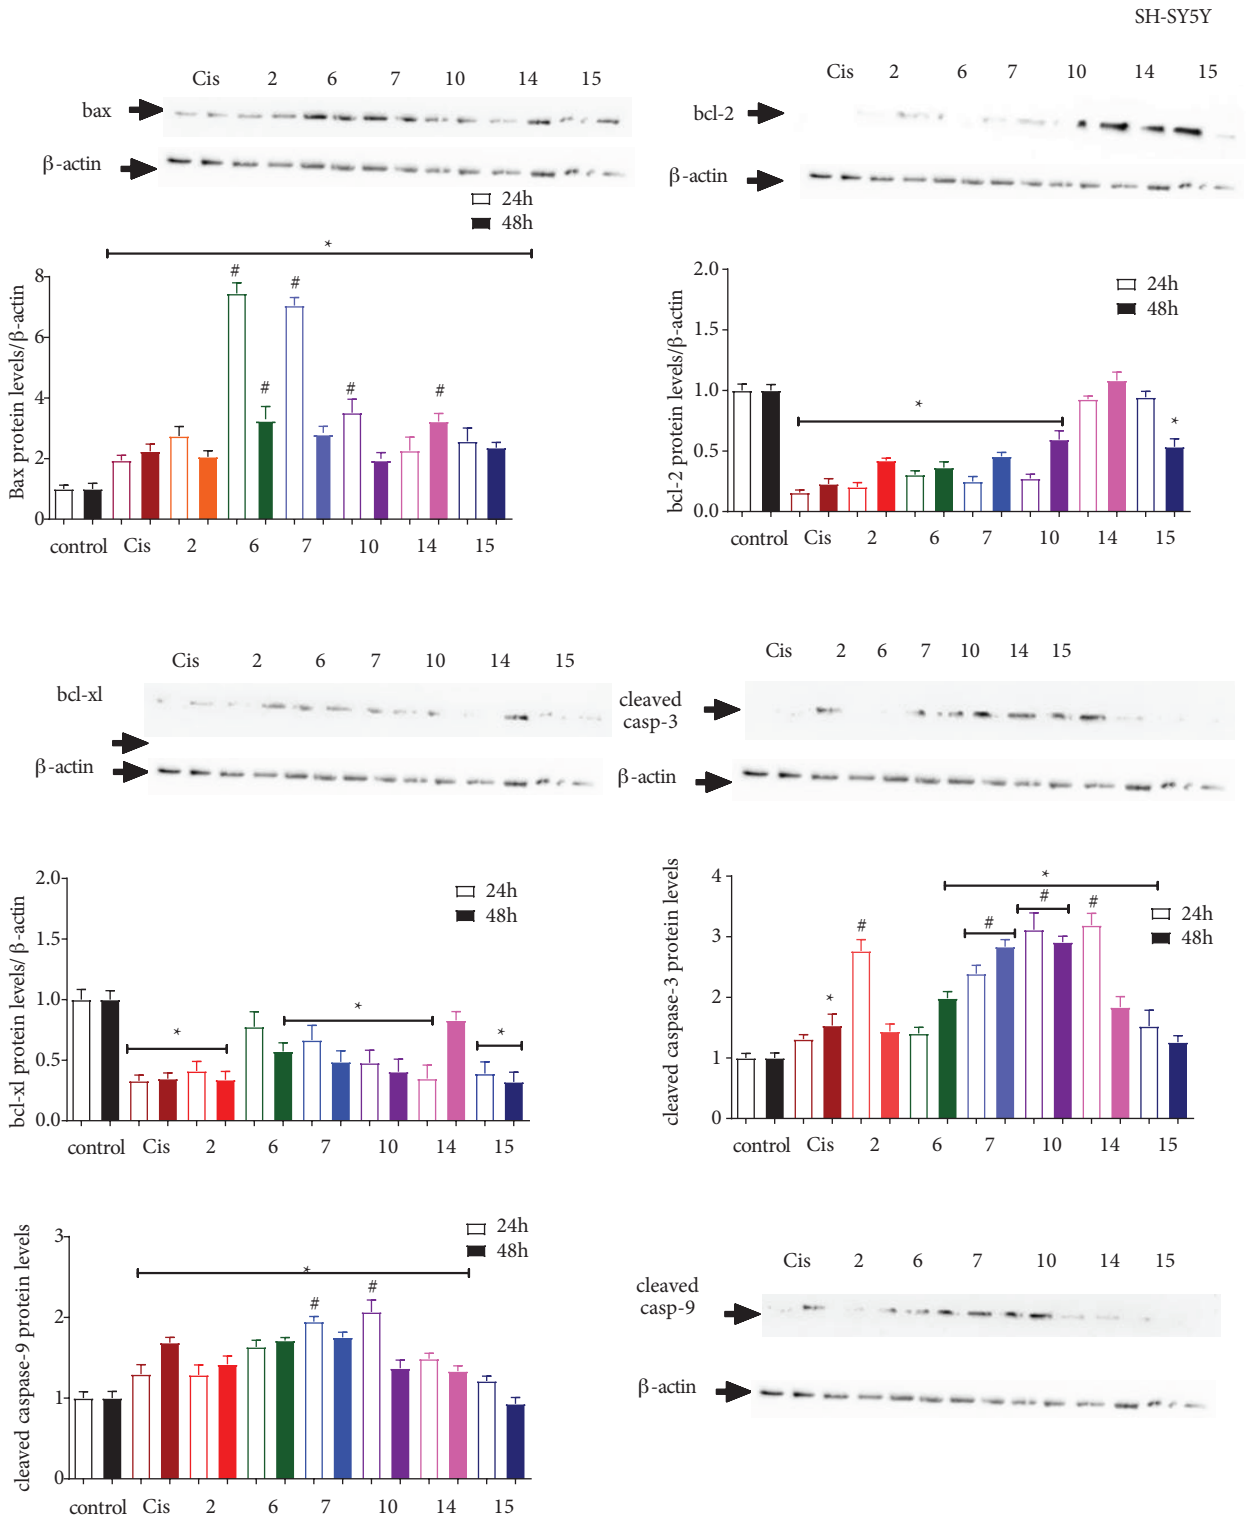 SH-SY5Y
Cis 2 6 7 10 14 15
bax
β-actin
24h
48h
*
# # # # #
Bax protein levels/β-actin
8
6
4
2
0
control Cis 2 6 7 10 14 15
Cis 2 6 7 10 14 15
bcl-2
β-actin
24h
48h
* *
bcl-2 protein levels/β-actin
2.0
1.5
1.0
0.5
0.0
control Cis 2 6 7 10 14 15
Cis 2 6 7 10 14 15
bcl-xl
β-actin
24h
48h
* * *
bcl-xl protein levels/ β-actin
2.0
1.5
1.0
0.5
0.0
control Cis 2 6 7 10 14 15
Cis 2 6 7 10 14 15
cleaved
casp-3
β-actin
24h
48h
*
# # # #
*
cleaved caspase-3 protein levels
4
3
2
1
0
control Cis 2 6 7 10 14 15
24h
48h
*
# #
cleaved caspase-9 protein levels
3
2
1
0
control Cis 2 6 7 10 14 15
Cis 2 6 7 10 14 15
cleaved
casp-9
β-actin